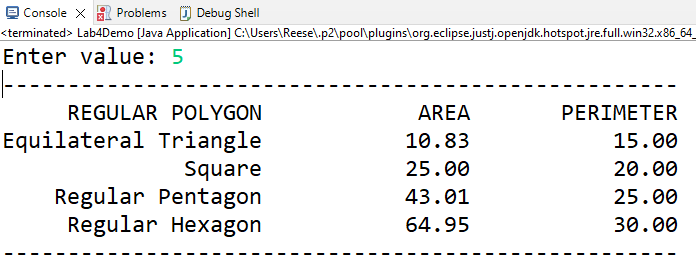 Console Problems Debug Shell
<terminated> Lab4Demo [Java Application] C:\Users\Reese\.p2\pool\plugins\org.eclipse.justj.openjdk.hotspot.jre.full.win32.x86_64_
Enter value: 5
----------------------------------------------------
REGULAR POLYGON AREA PERIMETER
Equilateral Triangle 10.83 15.00
Square 25.00 20.00
Regular Pentagon 43.01 25.00
Regular Hexagon 64.95 30.00
----------------------------------------------------